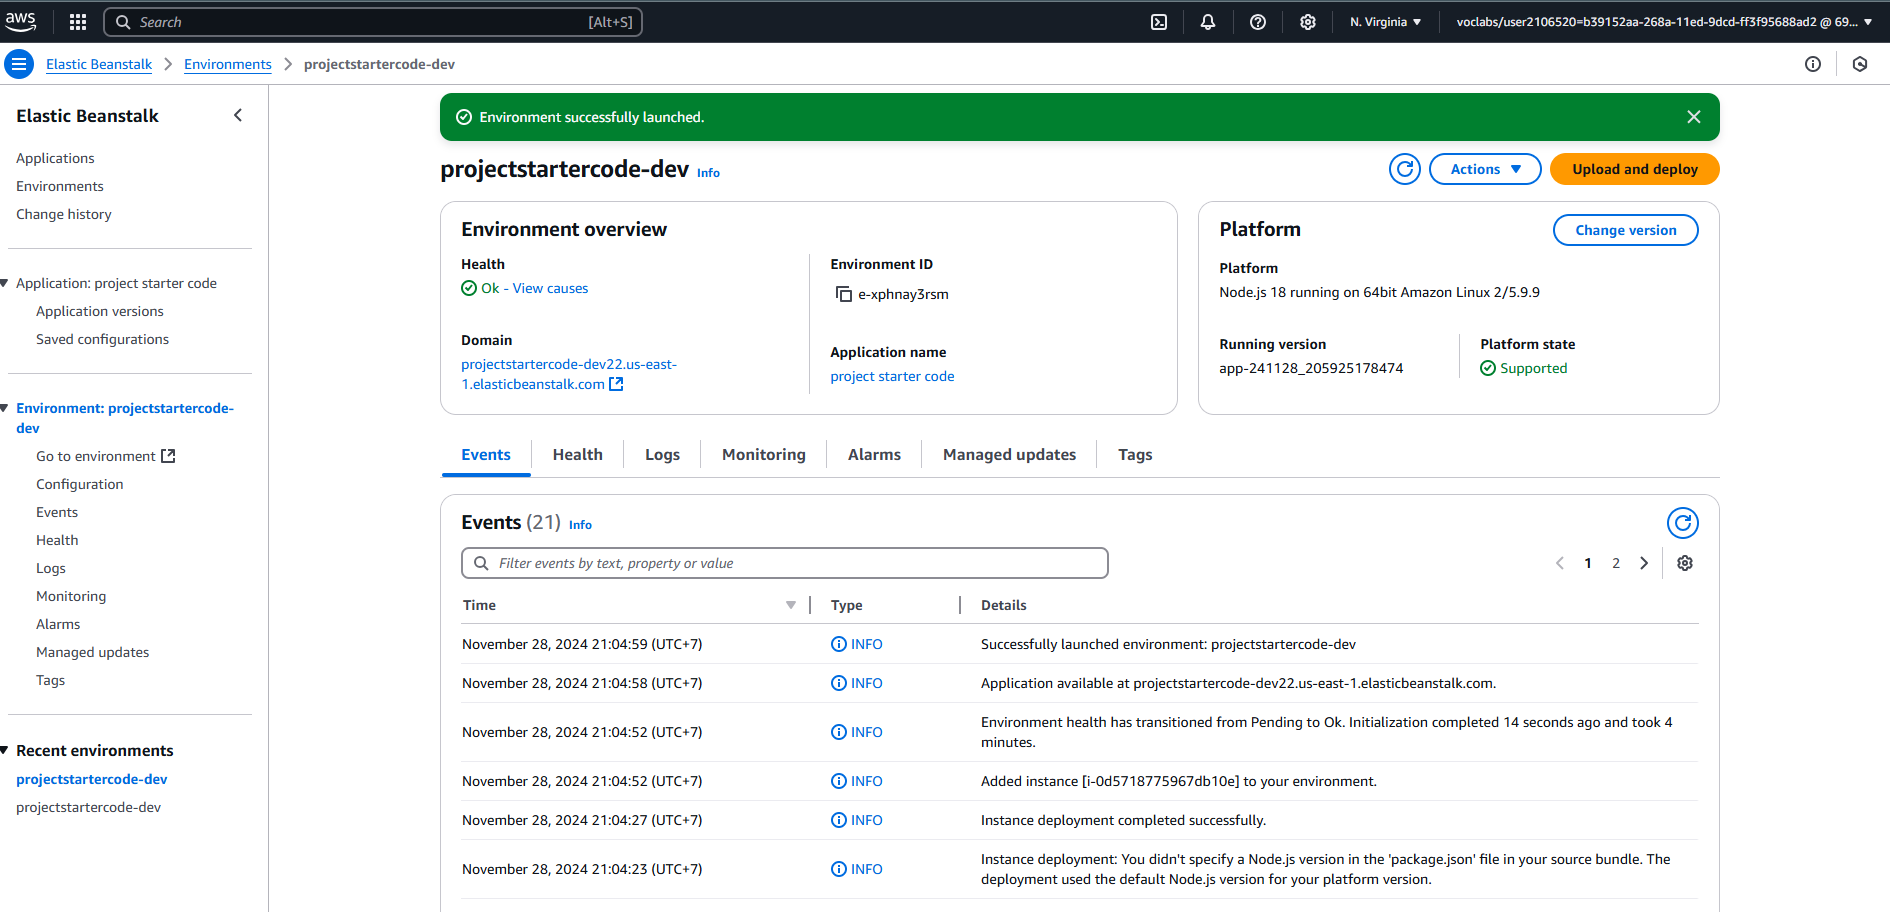 aws
Search
[Alt+S]
N. Virginia
voclabs/user2106520=b39152aa-268a-11ed-9dcd-ff3f95688ad2 @ 69...
Elastic Beanstalk
Environments
projectstartercode-dev
Elastic Beanstalk
Applications
Environments
Change history
Application: project starter code
Application versions
Saved configurations
Environment: projectstartercode-
dev
Go to environment
Configuration
Events
Health
Logs
Monitoring
Alarms
Managed updates
Tags
Recent environments
projectstartercode-dev
projectstartercode-dev
Environment successfully launched.
projectstartercode-dev Info
Actions
Upload and deploy
Environment overview
Health
Ok - View causes
Domain
projectstartercode-dev22.us-east-
1.elasticbeanstalk.com
Environment ID
e-xphnay3rsm
Application name
project starter code
Platform
Change version
Platform
Node.js 18 running on 64bit Amazon Linux 2/5.9.9
Running version
app-241128_205925178474
Platform state
Supported
Events
Health
Logs
Monitoring
Alarms
Managed updates
Tags
Events (21) Info
Filter events by text, property or value
1 2
Time Type Details
November 28, 2024 21:04:59 (UTC+7) INFO Successfully launched environment: projectstartercode-dev
November 28, 2024 21:04:58 (UTC+7) INFO Application available at projectstartercode-dev22.us-east-1.elasticbeanstalk.com.
November 28, 2024 21:04:52 (UTC+7) INFO Environment health has transitioned from Pending to Ok. Initialization completed 14 seconds ago and took 4
minutes.
November 28, 2024 21:04:52 (UTC+7) INFO Added instance [i-0d5718775967db10e] to your environment.
November 28, 2024 21:04:27 (UTC+7) INFO Instance deployment completed successfully.
November 28, 2024 21:04:23 (UTC+7) INFO Instance deployment: You didn't specify a Node.js version in the 'package.json' file in your source bundle. The
deployment used the default Node.js version for your platform version.